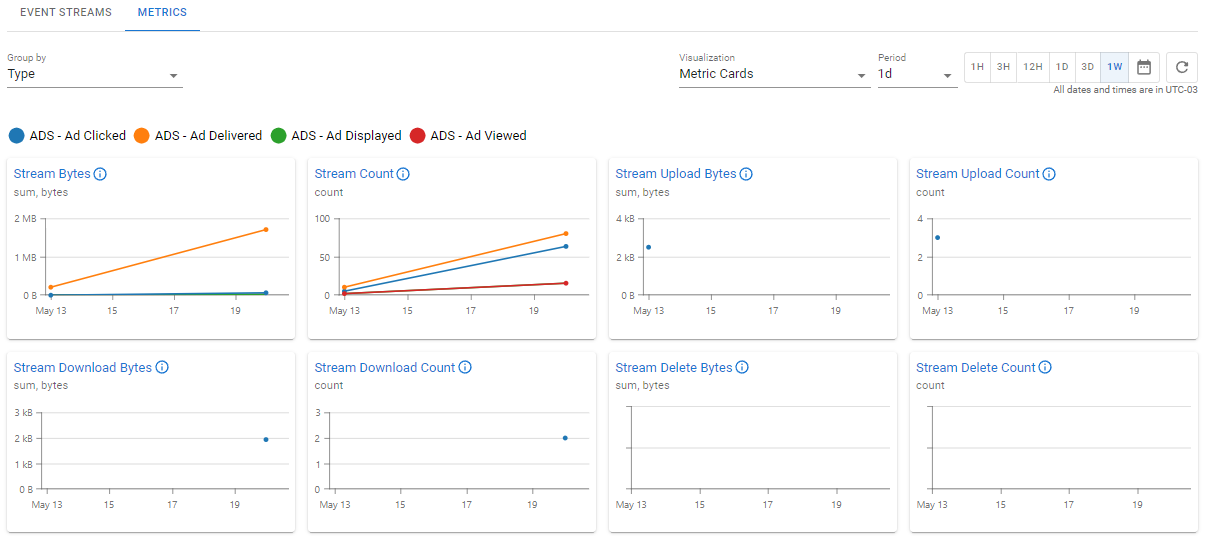 EVENT STREAMS METRICS
Group by
Type
Visualization
Metric Cards
Period
1d
1H 3H 12H 1D 3D 1W
All dates and times are in UTC-03
ADS - Ad Clicked ADS - Ad Delivered ADS - Ad Displayed ADS - Ad Viewed
Stream Bytes
sum, bytes
2 MB
1 MB
0 B
May 13 15 17 19
Stream Count
count
100
50
0
May 13 15 17 19
Stream Upload Bytes
sum, bytes
4 kB
2 kB
0 B
May 13 15 17 19
Stream Upload Count
count
4
2
0
May 13 15 17 19
Stream Download Bytes
sum, bytes
3 kB
2 kB
1 kB
0 B
May 13 15 17 19
Stream Download Count
count
3
2
1
0
May 13 15 17 19
Stream Delete Bytes
sum, bytes
May 13 15 17 19
Stream Delete Count
count
May 13 15 17 19